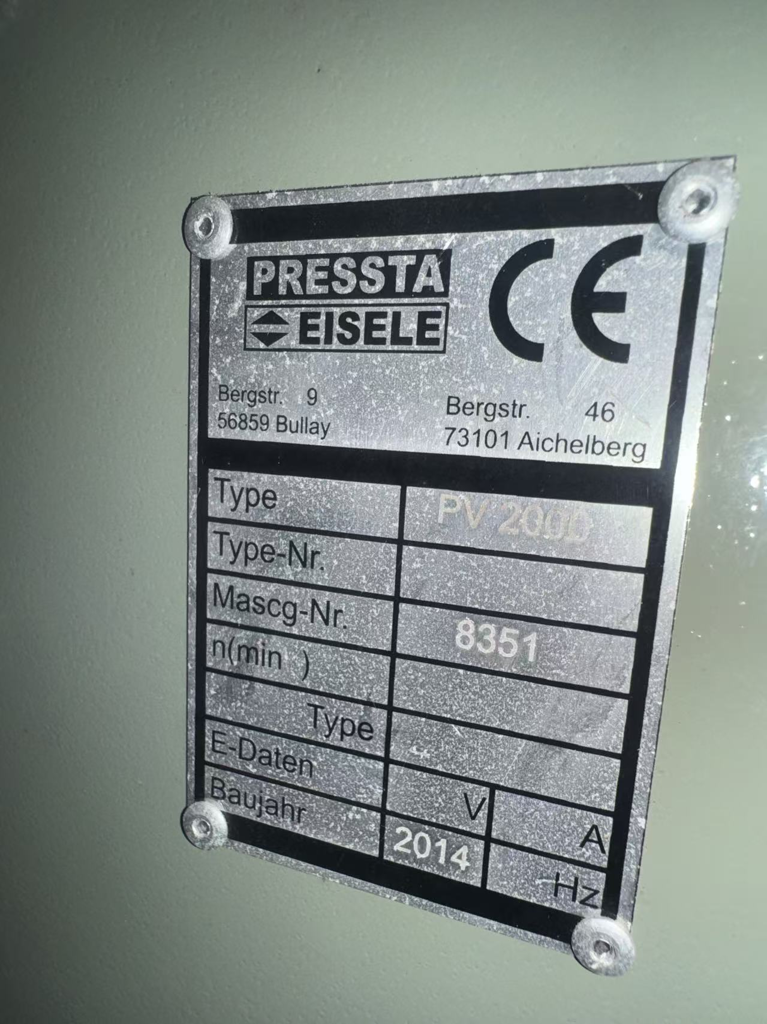 PRESSTA
EISELE
CE
Bergstr. 9
56859 Bullay
Bergstr. 46
73101 Aichelberg
Type PV 2000
Type-Nr.
Mascg-Nr. 8351
n(min )
Type
E-Daten V A
Baujahr 2014 Hz